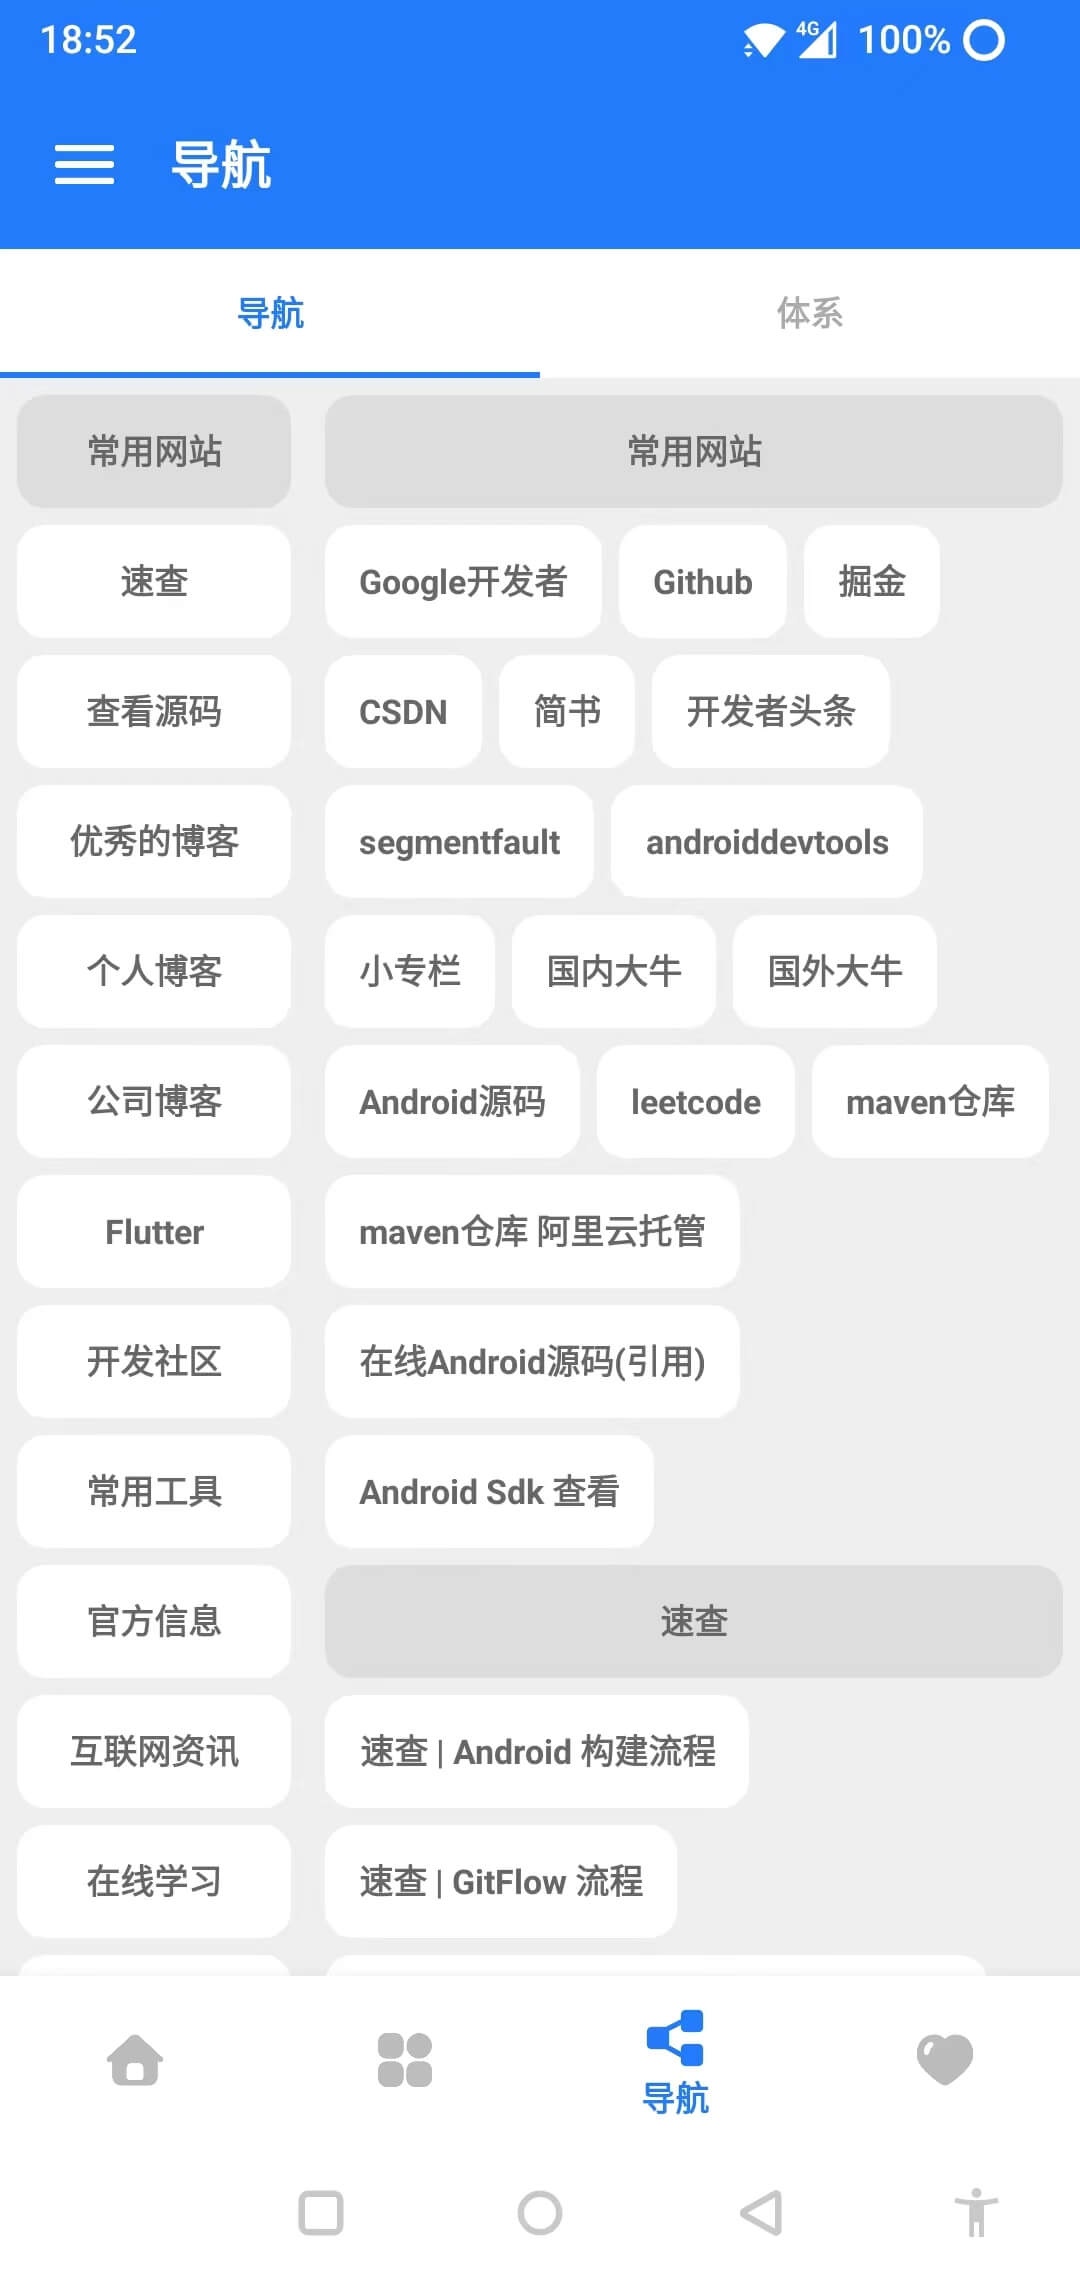 18:52
4G 100%
导航
导航 体系
常用网站
速查
查看源码
优秀的博客
个人博客
公司博客
Flutter
开发社区
常用工具
官方信息
互联网资讯
在线学习
常用网站
Google开发者 Github 掘金
CSDN 简书 开发者头条
segmentfault androiddevtools
小专栏 国内大牛 国外大牛
Android源码 leetcode maven仓库
maven仓库 阿里云托管
在线Android源码(引用)
Android Sdk 查看
速查
速查 | Android 构建流程
速查 | GitFlow 流程
导航